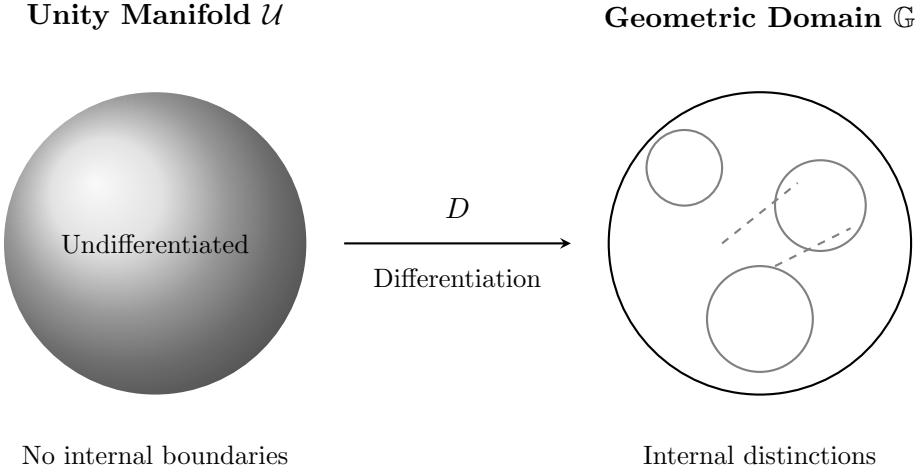 Unity Manifold 𝒰
Geometric Domain 𝔾
Undifferentiated
D
Differentiation
No internal boundaries
Internal distinctions